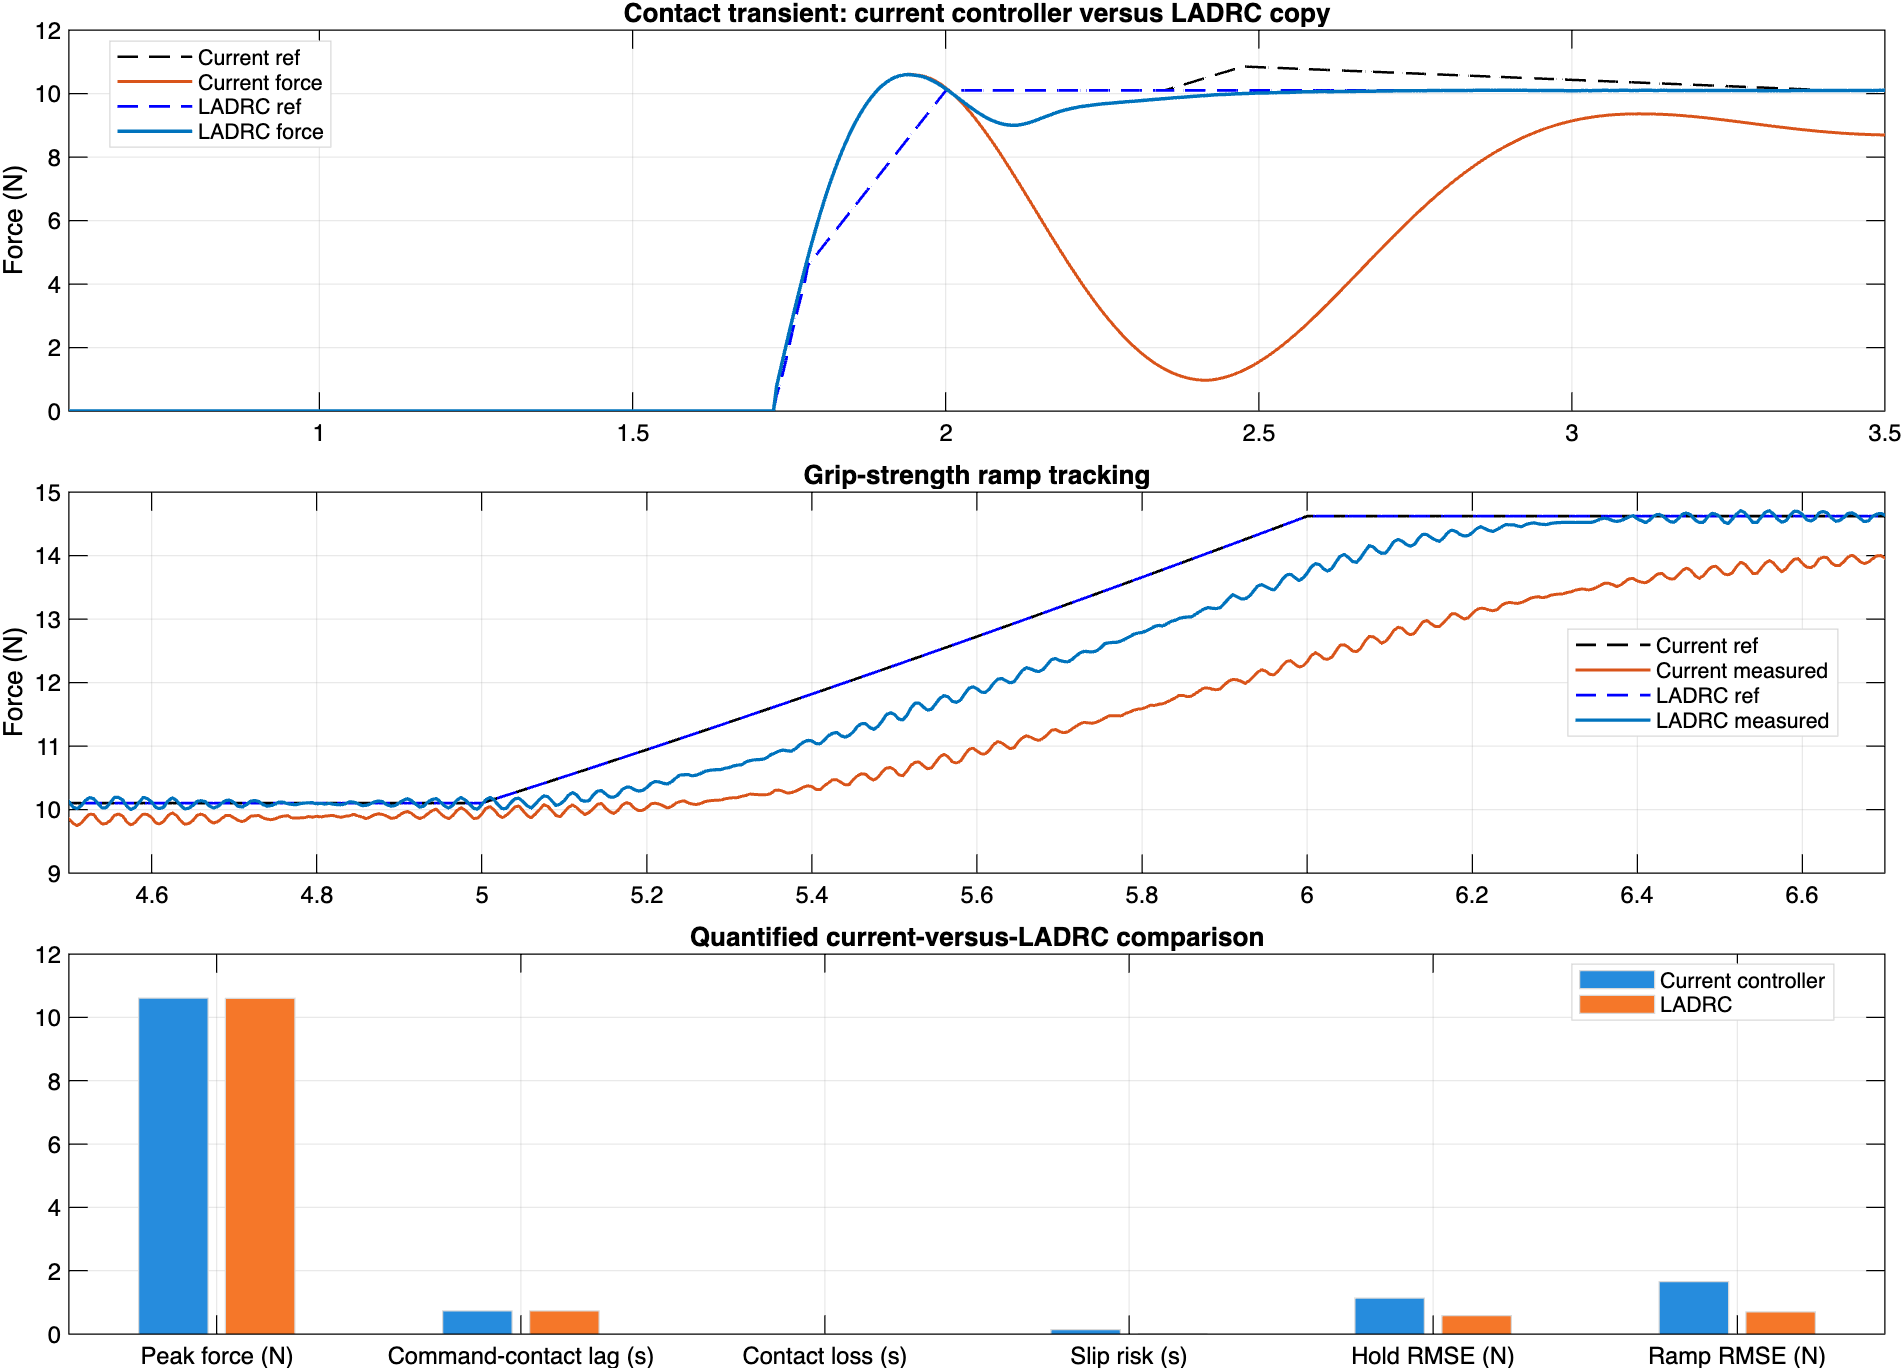 Contact transient: current controller versus LADRC copy
12
10
8
6
4
2
0
Force (N)
Current ref
Current force
LADRC ref
LADRC force
1
1.5
2
2.5
3
3.5
Grip-strength ramp tracking
15
14
13
12
11
10
9
Force (N)
Current ref
Current measured
LADRC ref
LADRC measured
4.6
4.8
5
5.2
5.4
5.6
5.8
6
6.2
6.4
6.6
Quantified current-versus-LADRC comparison
12
10
8
6
4
2
0
Current controller
LADRC
Peak force (N)
Command-contact lag (s)
Contact loss (s)
Slip risk (s)
Hold RMSE (N)
Ramp RMSE (N)